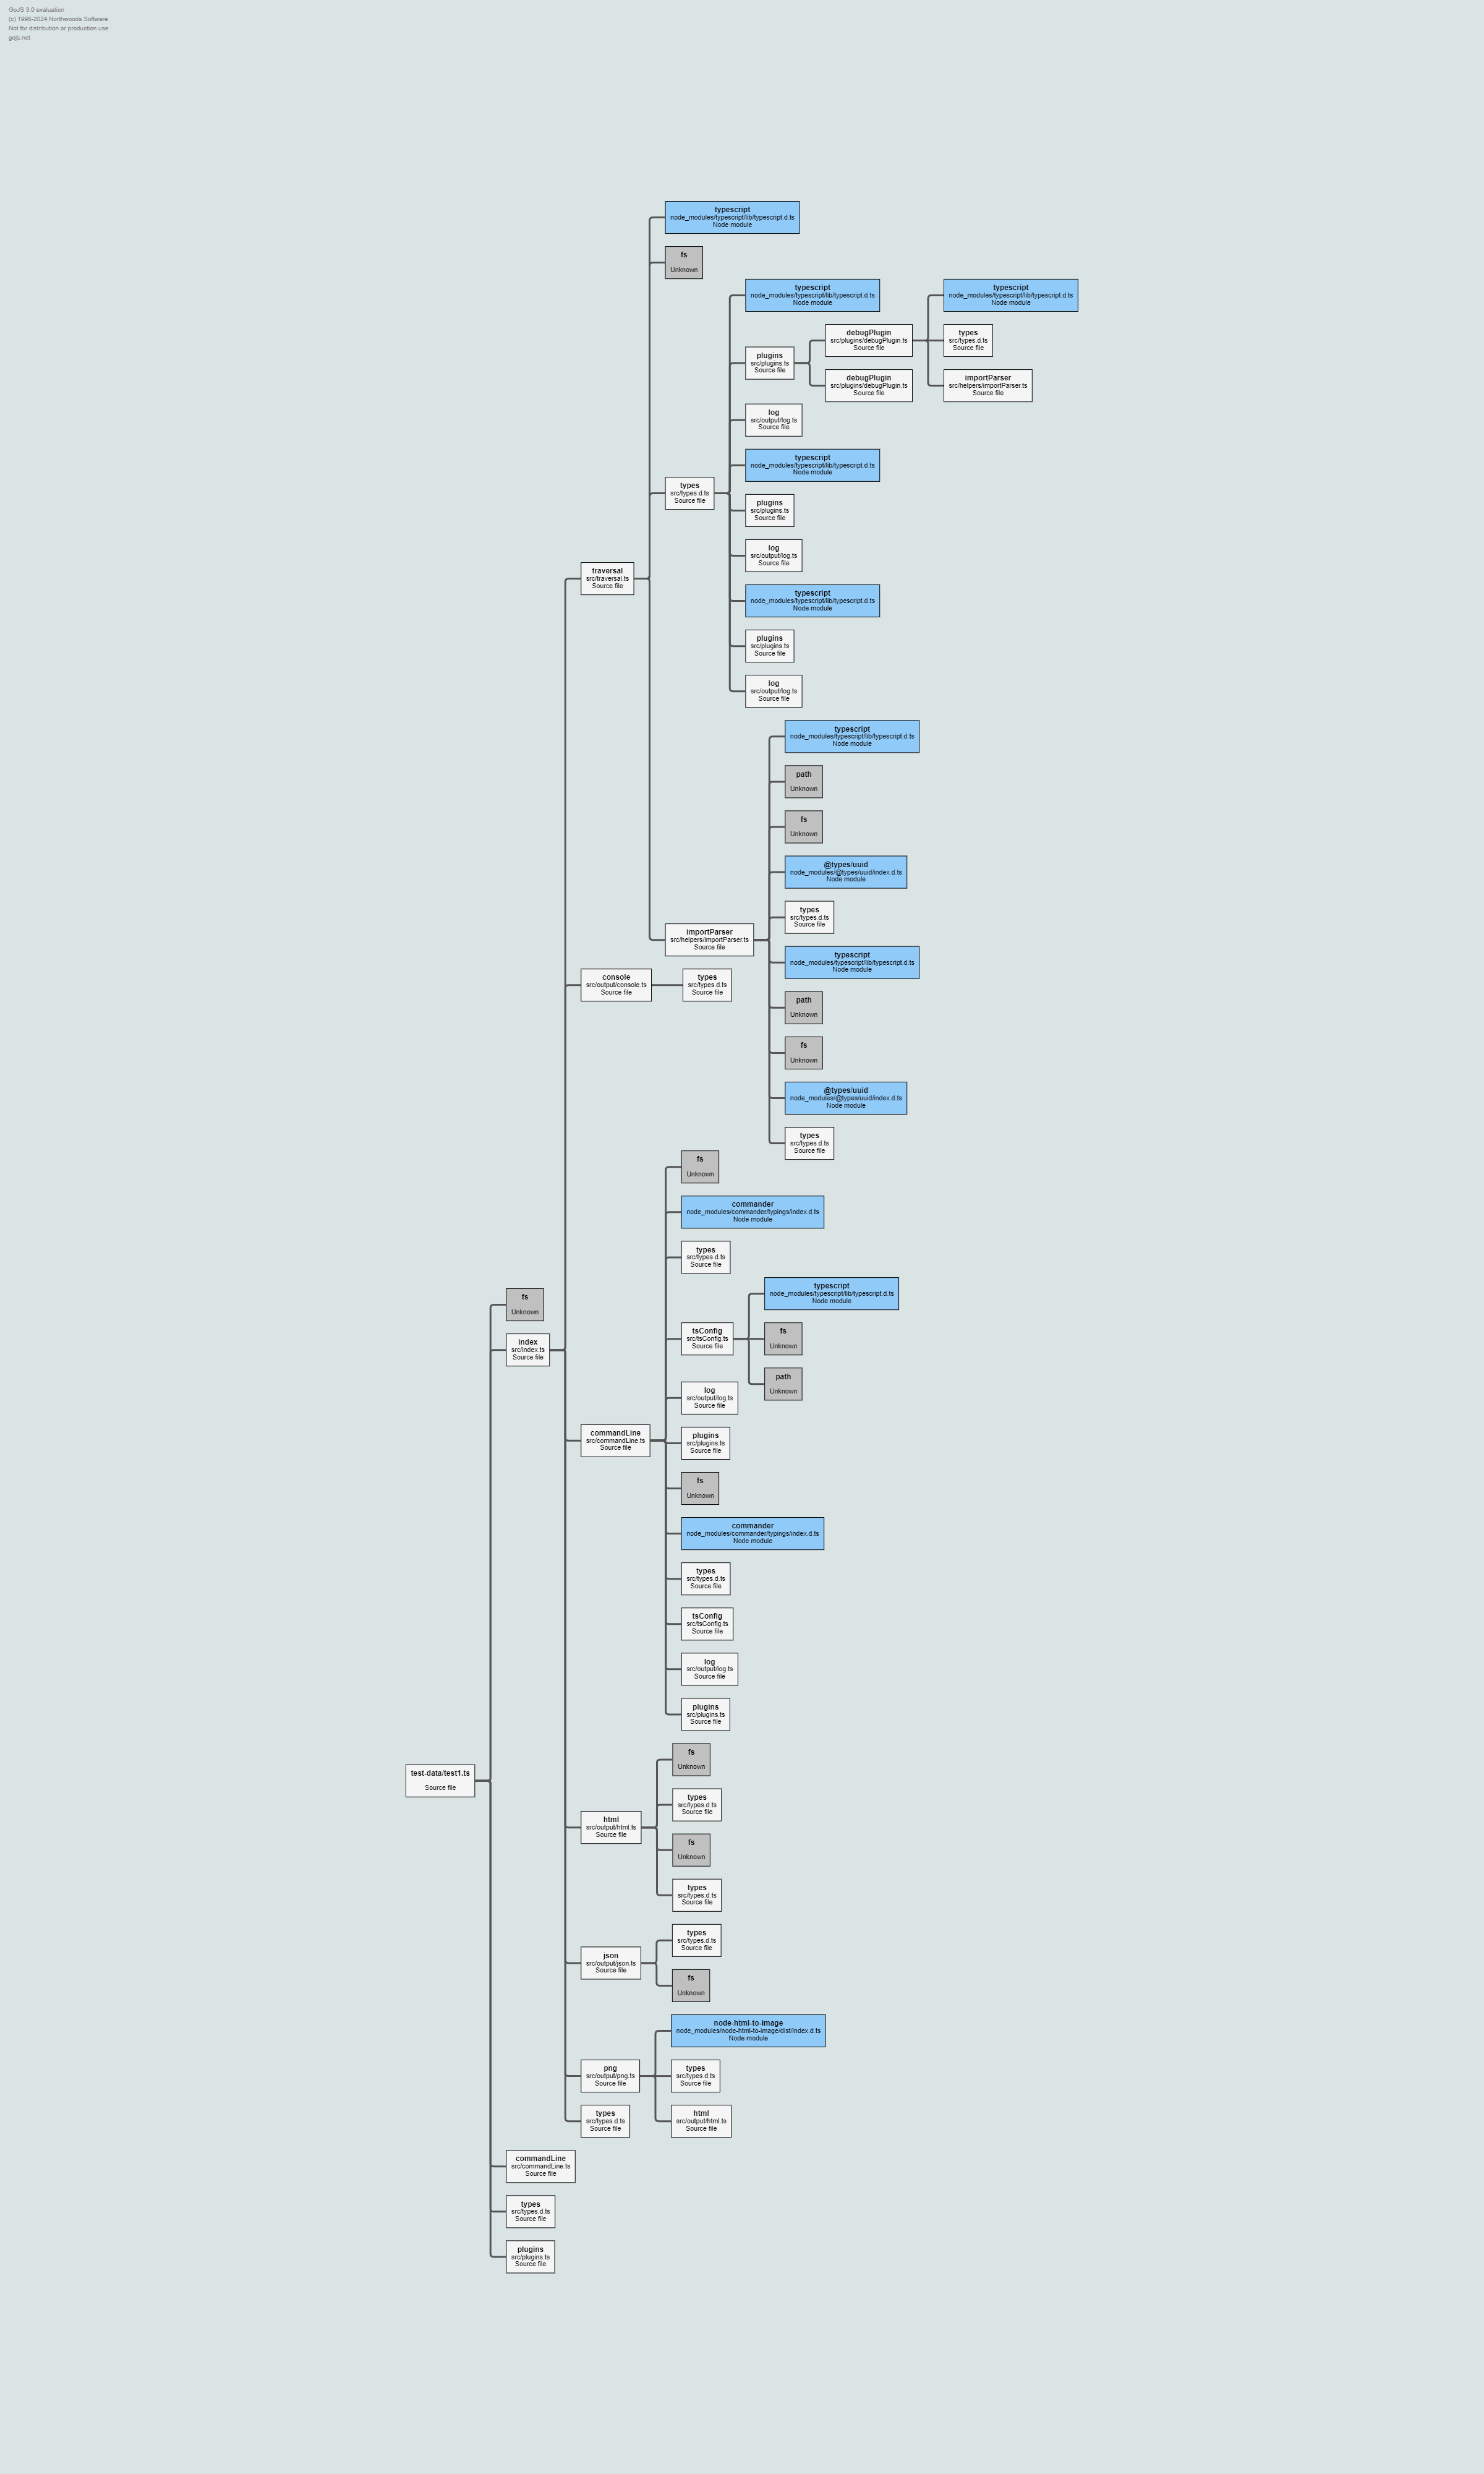 GoJS 3.0 evaluation
(c) 1998-2024 Northwoods Software
Not for distribution or production use
gojs.net
typescript
node_modules/typescript/lib/typescript.d.ts
Node module
fs
Unknown
typescript
node_modules/typescript/lib/typescript.d.ts
Node module
typescript
node_modules/typescript/lib/typescript.d.ts
Node module
debugPlugin
src/plugins/debugPlugin.ts
Source file
types
src/types.d.ts
Source file
plugins
src/plugins.ts
Source file
debugPlugin
src/plugins/debugPlugin.ts
Source file
importParser
src/helpers/importParser.ts
Source file
log
src/output/log.ts
Source file
typescript
node_modules/typescript/lib/typescript.d.ts
Node module
types
src/types.d.ts
Source file
plugins
src/plugins.ts
Source file
log
src/output/log.ts
Source file
traversal
src/traversal.ts
Source file
typescript
node_modules/typescript/lib/typescript.d.ts
Node module
plugins
src/plugins.ts
Source file
log
src/output/log.ts
Source file
typescript
node_modules/typescript/lib/typescript.d.ts
Node module
path
Unknown
fs
Unknown
@types/uuid
node_modules/@types/uuid/index.d.ts
Node module
types
src/types.d.ts
Source file
importParser
src/helpers/importParser.ts
Source file
typescript
node_modules/typescript/lib/typescript.d.ts
Node module
console
src/output/console.ts
Source file
types
src/types.d.ts
Source file
path
Unknown
fs
Unknown
@types/uuid
node_modules/@types/uuid/index.d.ts
Node module
types
src/types.d.ts
Source file
fs
Unknown
commander
node_modules/commander/typings/index.d.ts
Node module
types
src/types.d.ts
Source file
typescript
node_modules/typescript/lib/typescript.d.ts
Node module
fs
Unknown
tsConfig
src/tsConfig.ts
Source file
fs
Unknown
index
src/index.ts
Source file
path
Unknown
log
src/output/log.ts
Source file
commandLine
src/commandLine.ts
Source file
plugins
src/plugins.ts
Source file
fs
Unknown
commander
node_modules/commander/typings/index.d.ts
Node module
types
src/types.d.ts
Source file
tsConfig
src/tsConfig.ts
Source file
log
src/output/log.ts
Source file
plugins
src/plugins.ts
Source file
fs
Unknown
test-data/test1.ts
Source file
types
src/types.d.ts
Source file
html
src/output/html.ts
Source file
fs
Unknown
types
src/types.d.ts
Source file
types
src/types.d.ts
Source file
json
src/output/json.ts
Source file
fs
Unknown
node-html-to-image
node_modules/node-html-to-image/dist/index.d.ts
Node module
png
src/output/png.ts
Source file
types
src/types.d.ts
Source file
types
src/types.d.ts
Source file
html
src/output/html.ts
Source file
commandLine
src/commandLine.ts
Source file
types
src/types.d.ts
Source file
plugins
src/plugins.ts
Source file